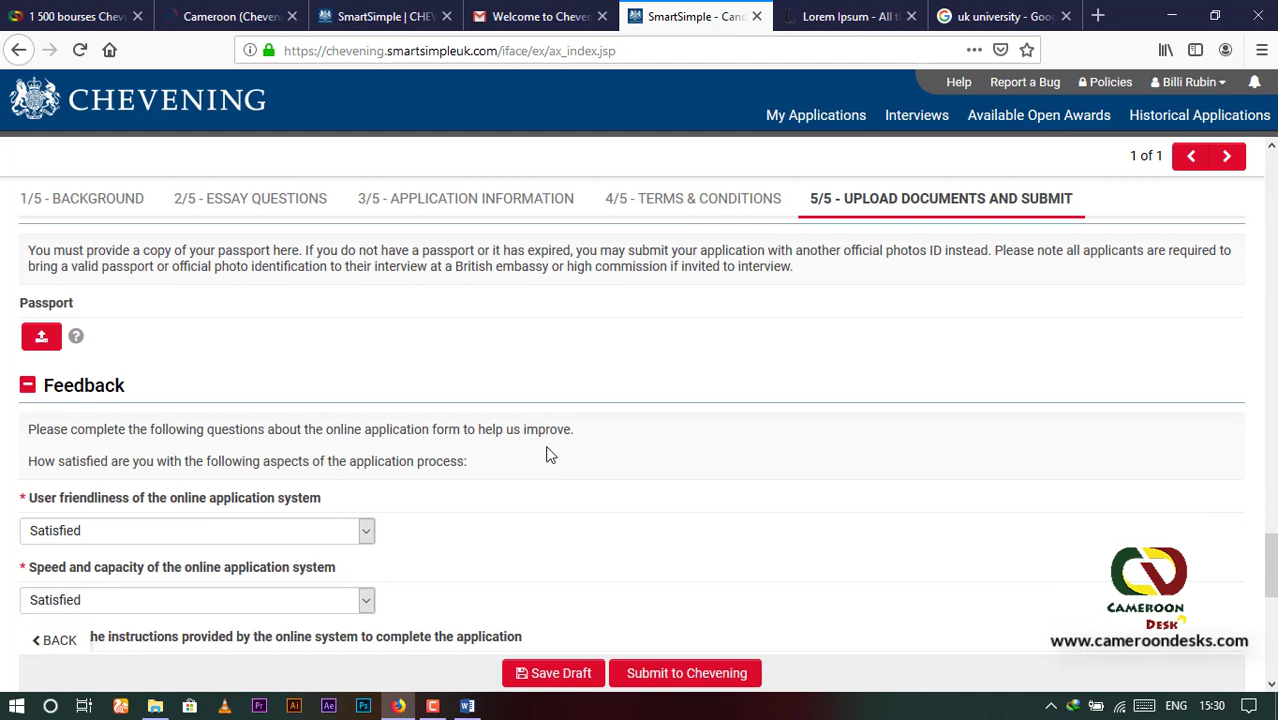 1 500 bourses Cheve
Cameroon (Cheven
SmartSimple | CHEV
Welcome to Cheven
SmartSimple - Cano
Lorem Ipsum - All t
uk university - Goog
https://chevening.smartsimpleuk.com/iface/ex/ax_index.jsp
CHEVENING
Help Report a Bug Policies Billi Rubin
My Applications Interviews Available Open Awards Historical Applications
1 of 1
1/5 - BACKGROUND 2/5 - ESSAY QUESTIONS 3/5 - APPLICATION INFORMATION 4/5 - TERMS & CONDITIONS 5/5 - UPLOAD DOCUMENTS AND SUBMIT
You must provide a copy of your passport here. If you do not have a passport or it has expired, you may submit your application with another official photos ID instead. Please note all applicants are required to
bring a valid passport or official photo identification to their interview at a British embassy or high commission if invited to interview.
Passport
Feedback
Please complete the following questions about the online application form to help us improve.
How satisfied are you with the following aspects of the application process:
* User friendliness of the online application system
Satisfied
* Speed and capacity of the online application system
Satisfied
BACK he instructions provided by the online system to complete the application
CAMEROON
DESK
www.cameroondesks.com
Save Draft Submit to Chevening
Pr Ai Ae Ps
ENG 15:30